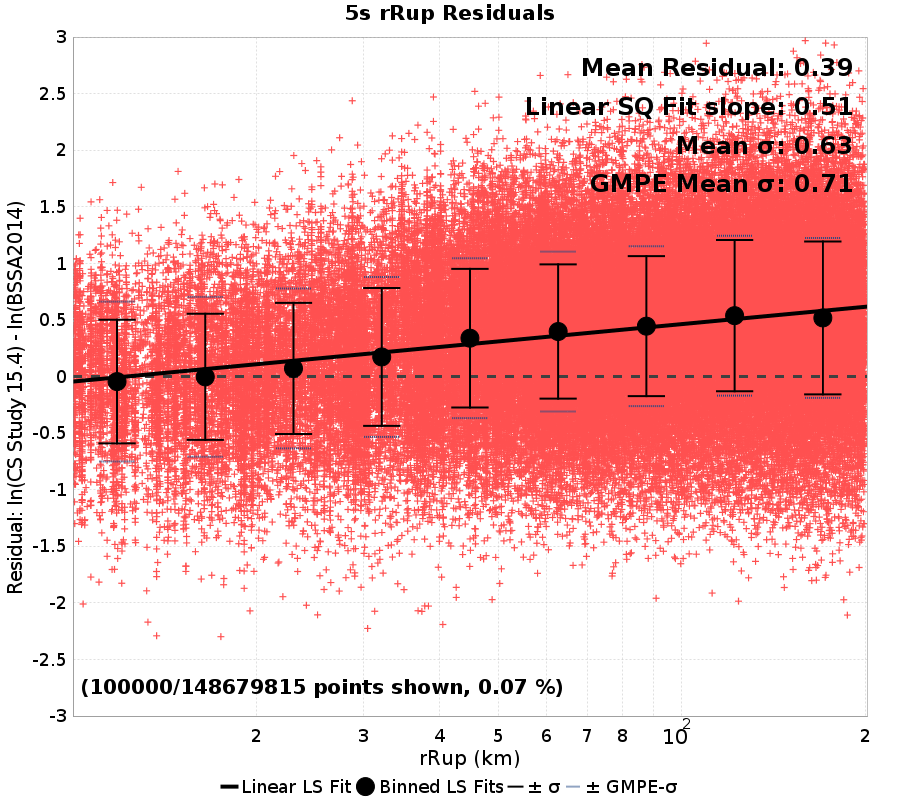 5s rRup Residuals
Mean Residual: 0.39
Linear SQ Fit slope: 0.51
Mean σ: 0.63
GMPE Mean σ: 0.71
Residual: ln(CS Study 15.4) - ln(BSSA2014)
3
2.5
2
1.5
1
0.5
0
-0.5
-1
-1.5
-2
-2.5
-3
(100000/148679815 points shown, 0.07 %)
2 3 4 5 6 7 8 10² 2
rRup (km)
Linear LS Fit Binned LS Fits ± σ ± GMPE-σ